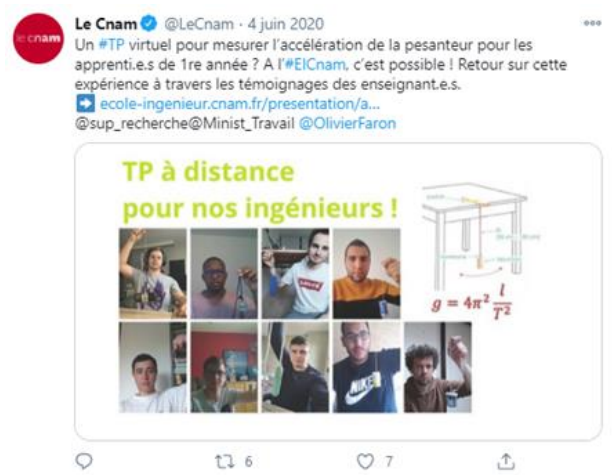 le cnam
Le Cnam @LeCnam · 4 juin 2020
Un #TP virtuel pour mesurer l'accélération de la pesanteur pour les
apprenti.e.s de 1re année ? A l'#EICnam, c'est possible ! Retour sur cette
expérience à travers les témoignages des enseignant.e.s.
ecole-ingenieur.cnam.fr/presentation/a...
@sup_recherche@Minist_Travail @OlivierFaron
TP à distance
pour nos ingénieurs !
g = 4π² l/T²
NIKE
6
7